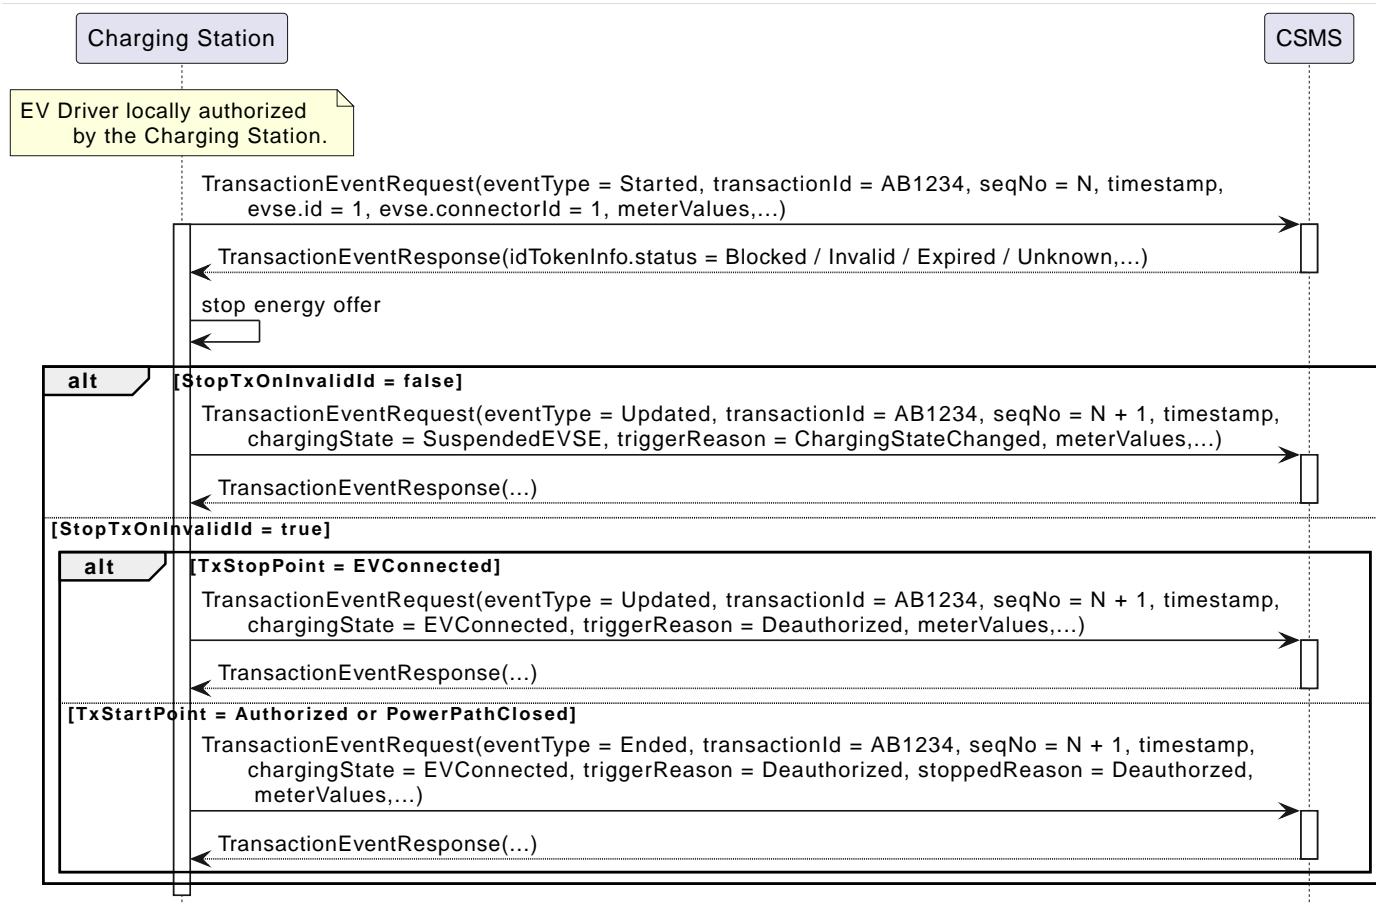 Charging Station
CSMS
EV Driver locally authorized
by the Charging Station.
TransactionEventRequest(eventType = Started, transactionId = AB1234, seqNo = N, timestamp,
evse.id = 1, evse.connectorId = 1, meterValues,...)
TransactionEventResponse(idTokenInfo.status = Blocked / Invalid / Expired / Unknown,...)
stop energy offer
alt
[StopTxOnInvalidId = false]
TransactionEventRequest(eventType = Updated, transactionId = AB1234, seqNo = N + 1, timestamp,
chargingState = SuspendedEVSE, triggerReason = ChargingStateChanged, meterValues,...)
TransactionEventResponse(...)
[StopTxOnInvalidId = true]
alt
[TxStopPoint = EVConnected]
TransactionEventRequest(eventType = Updated, transactionId = AB1234, seqNo = N + 1, timestamp,
chargingState = EVConnected, triggerReason = Deauthorized, meterValues,...)
TransactionEventResponse(...)
[TxStartPoint = Authorized or PowerPathClosed]
TransactionEventRequest(eventType = Ended, transactionId = AB1234, seqNo = N + 1, timestamp,
chargingState = EVConnected, triggerReason = Deauthorized, stoppedReason = Deauthorzed,
meterValues,...)
TransactionEventResponse(...)